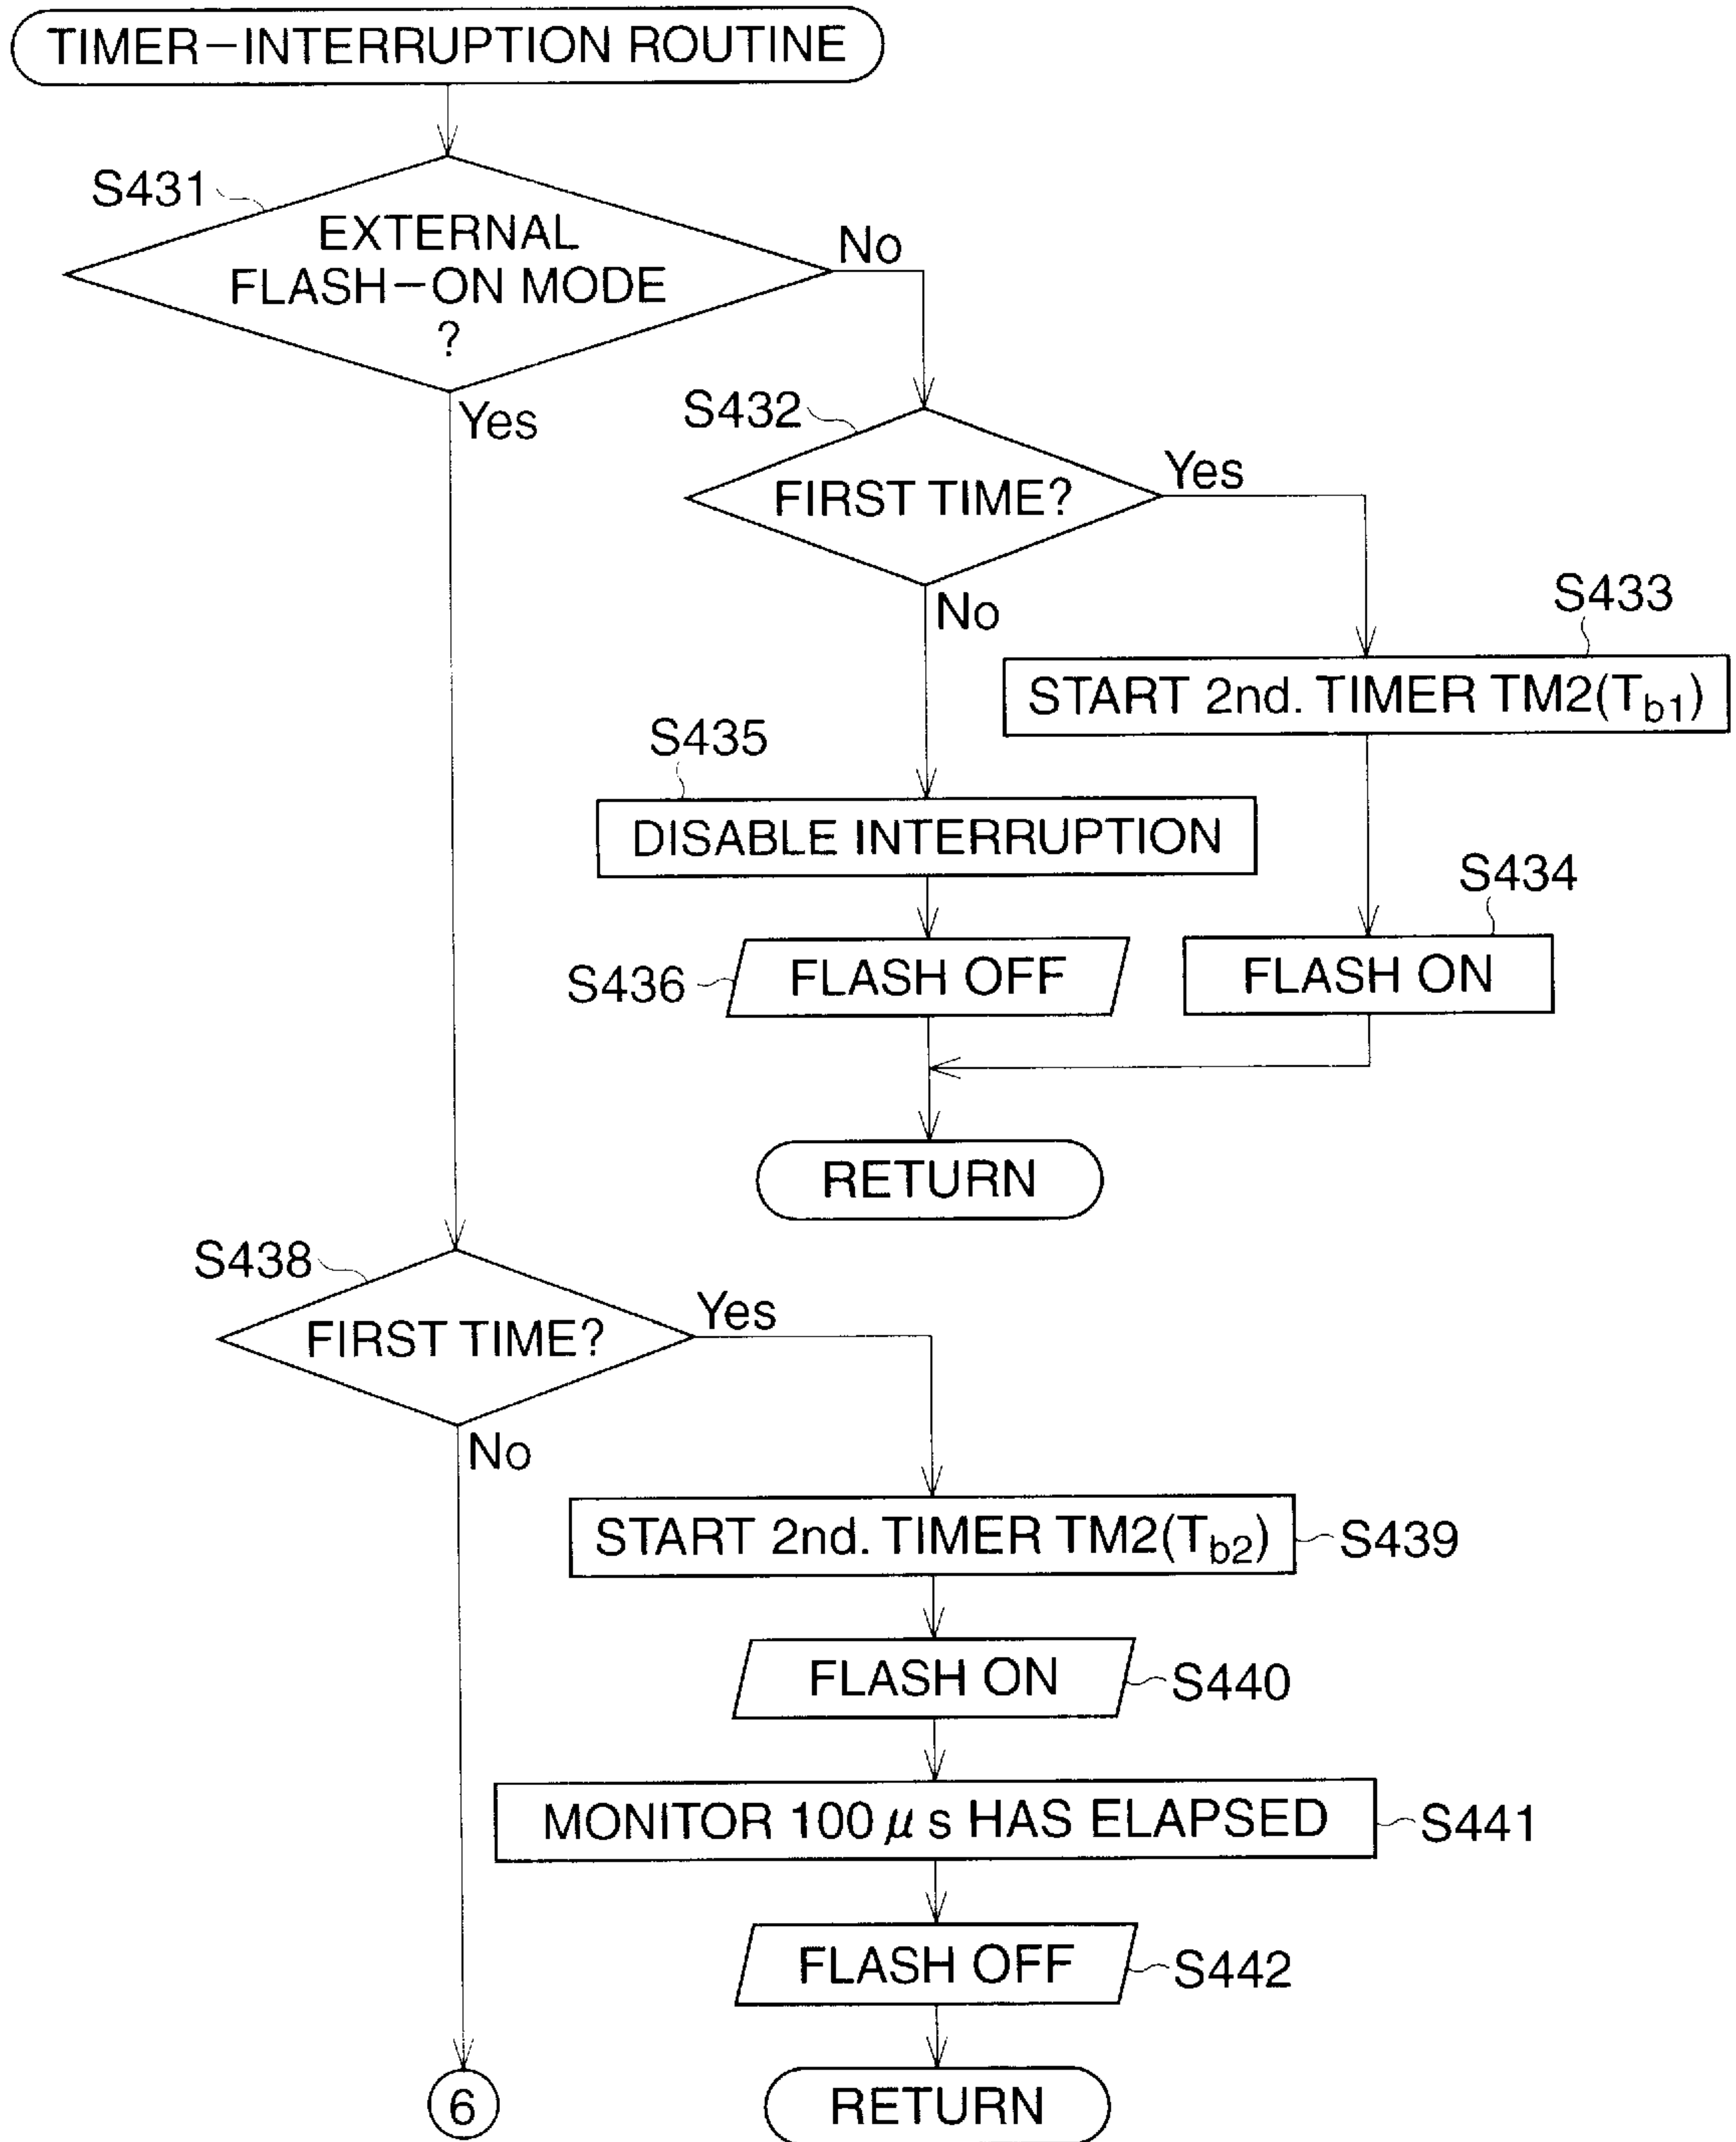 TIMER-INTERRUPTION ROUTINE
S431
EXTERNAL
FLASH-ON MODE
?
No
Yes
S432
FIRST TIME?
Yes
No
S433
START 2nd. TIMER TM2(Tb1)
S435
DISABLE INTERRUPTION
S434
S436
FLASH OFF
FLASH ON
RETURN
S438
FIRST TIME?
Yes
No
START 2nd. TIMER TM2(Tb2)
S439
FLASH ON
S440
MONITOR 100 μs HAS ELAPSED
S441
FLASH OFF
S442
6
RETURN